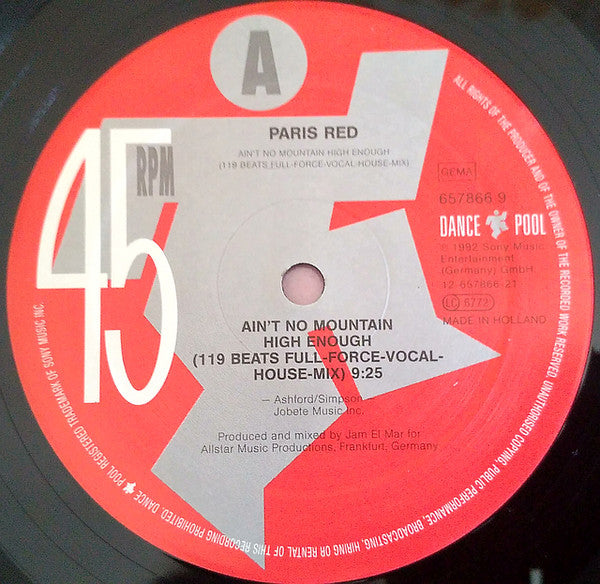 A
45
RPM
PARIS RED
AIN'T NO MOUNTAIN HIGH ENOUGH
(119 BEATS FULL-FORCE-VOCAL-HOUSE-MIX)
GEMA
657866 9
DANCE POOL
℗ 1992 Sony Music
Entertainment
(Germany) GmbH
12-657866-21
LC 6772
MADE IN HOLLAND
AIN'T NO MOUNTAIN
HIGH ENOUGH
(119 BEATS FULL-FORCE-VOCAL-
HOUSE-MIX) 9:25
– Ashford/Simpson –
Jobete Music Inc.
Produced and mixed by Jam El Mar for
Allstar Music Productions, Frankfurt, Germany
ALL RIGHTS OF THE PRODUCER AND OF THE OWNER OF THE RECORDED WORK RESERVED. UNAUTHORISED COPYING, PUBLIC PERFORMANCE, BROADCASTING, HIRING OR RENTAL OF THIS RECORDING PROHIBITED. DANCE POOL REGISTERED TRADEMARK OF SONY MUSIC INC.